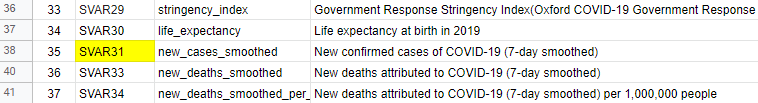 36 33 SVAR29 stringency_index Government Response Stringency Index(Oxford COVID-19 Government Response
37 34 SVAR30 life_expectancy Life expectancy at birth in 2019
38 35 SVAR31 new_cases_smoothed New confirmed cases of COVID-19 (7-day smoothed)
40 36 SVAR33 new_deaths_smoothed New deaths attributed to COVID-19 (7-day smoothed)
41 37 SVAR34 new_deaths_smoothed_per_ New deaths attributed to COVID-19 (7-day smoothed) per 1,000,000 people